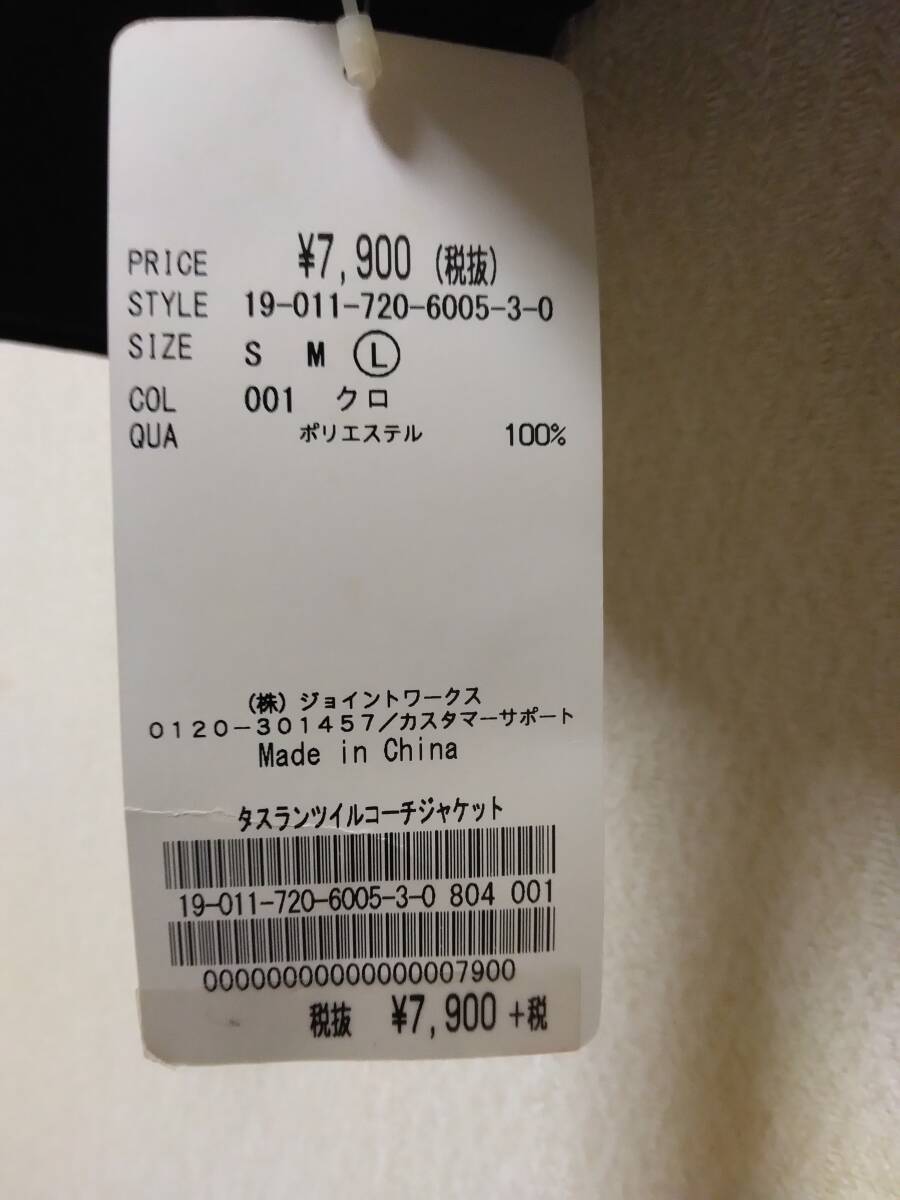 PRICE ¥7,900 (税抜)
STYLE 19-011-720-6005-3-0
SIZE S M Ⓛ
COL 001 クロ
QUA ポリエステル 100%
(株)ジョイントワークス
0120-301457/カスタマーサポート
Made in China
タスランツイルコーチジャケット
19-011-720-6005-3-0 804 001
00000000000000007900
税抜 ¥7,900 +税